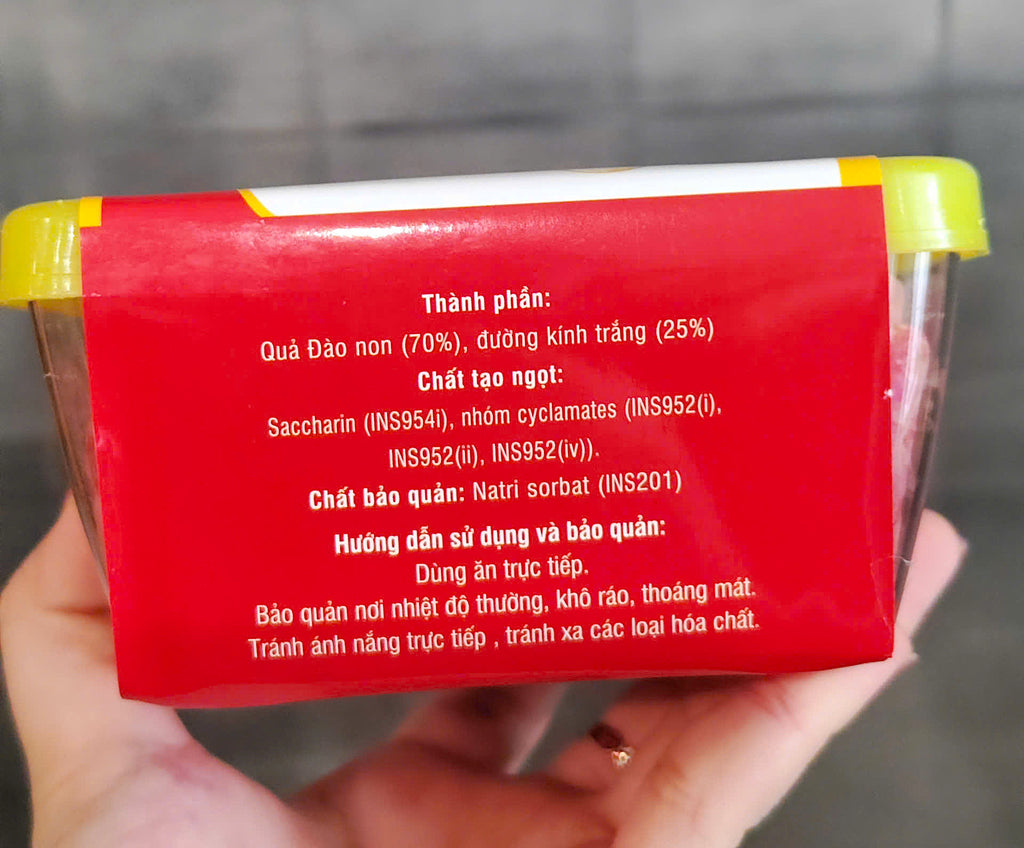 Thành phần:
Quả Đào non (70%), đường kính trắng (25%)
Chất tạo ngọt:
Saccharin (INS954i), nhóm cyclamates (INS952(i),
INS952(ii), INS952(iv)).
Chất bảo quản: Natri sorbat (INS201)
Hướng dẫn sử dụng và bảo quản:
Dùng ăn trực tiếp.
Bảo quản nơi nhiệt độ thường, khô ráo, thoáng mát.
Tránh ánh nắng trực tiếp , tránh xa các loại hóa chất.